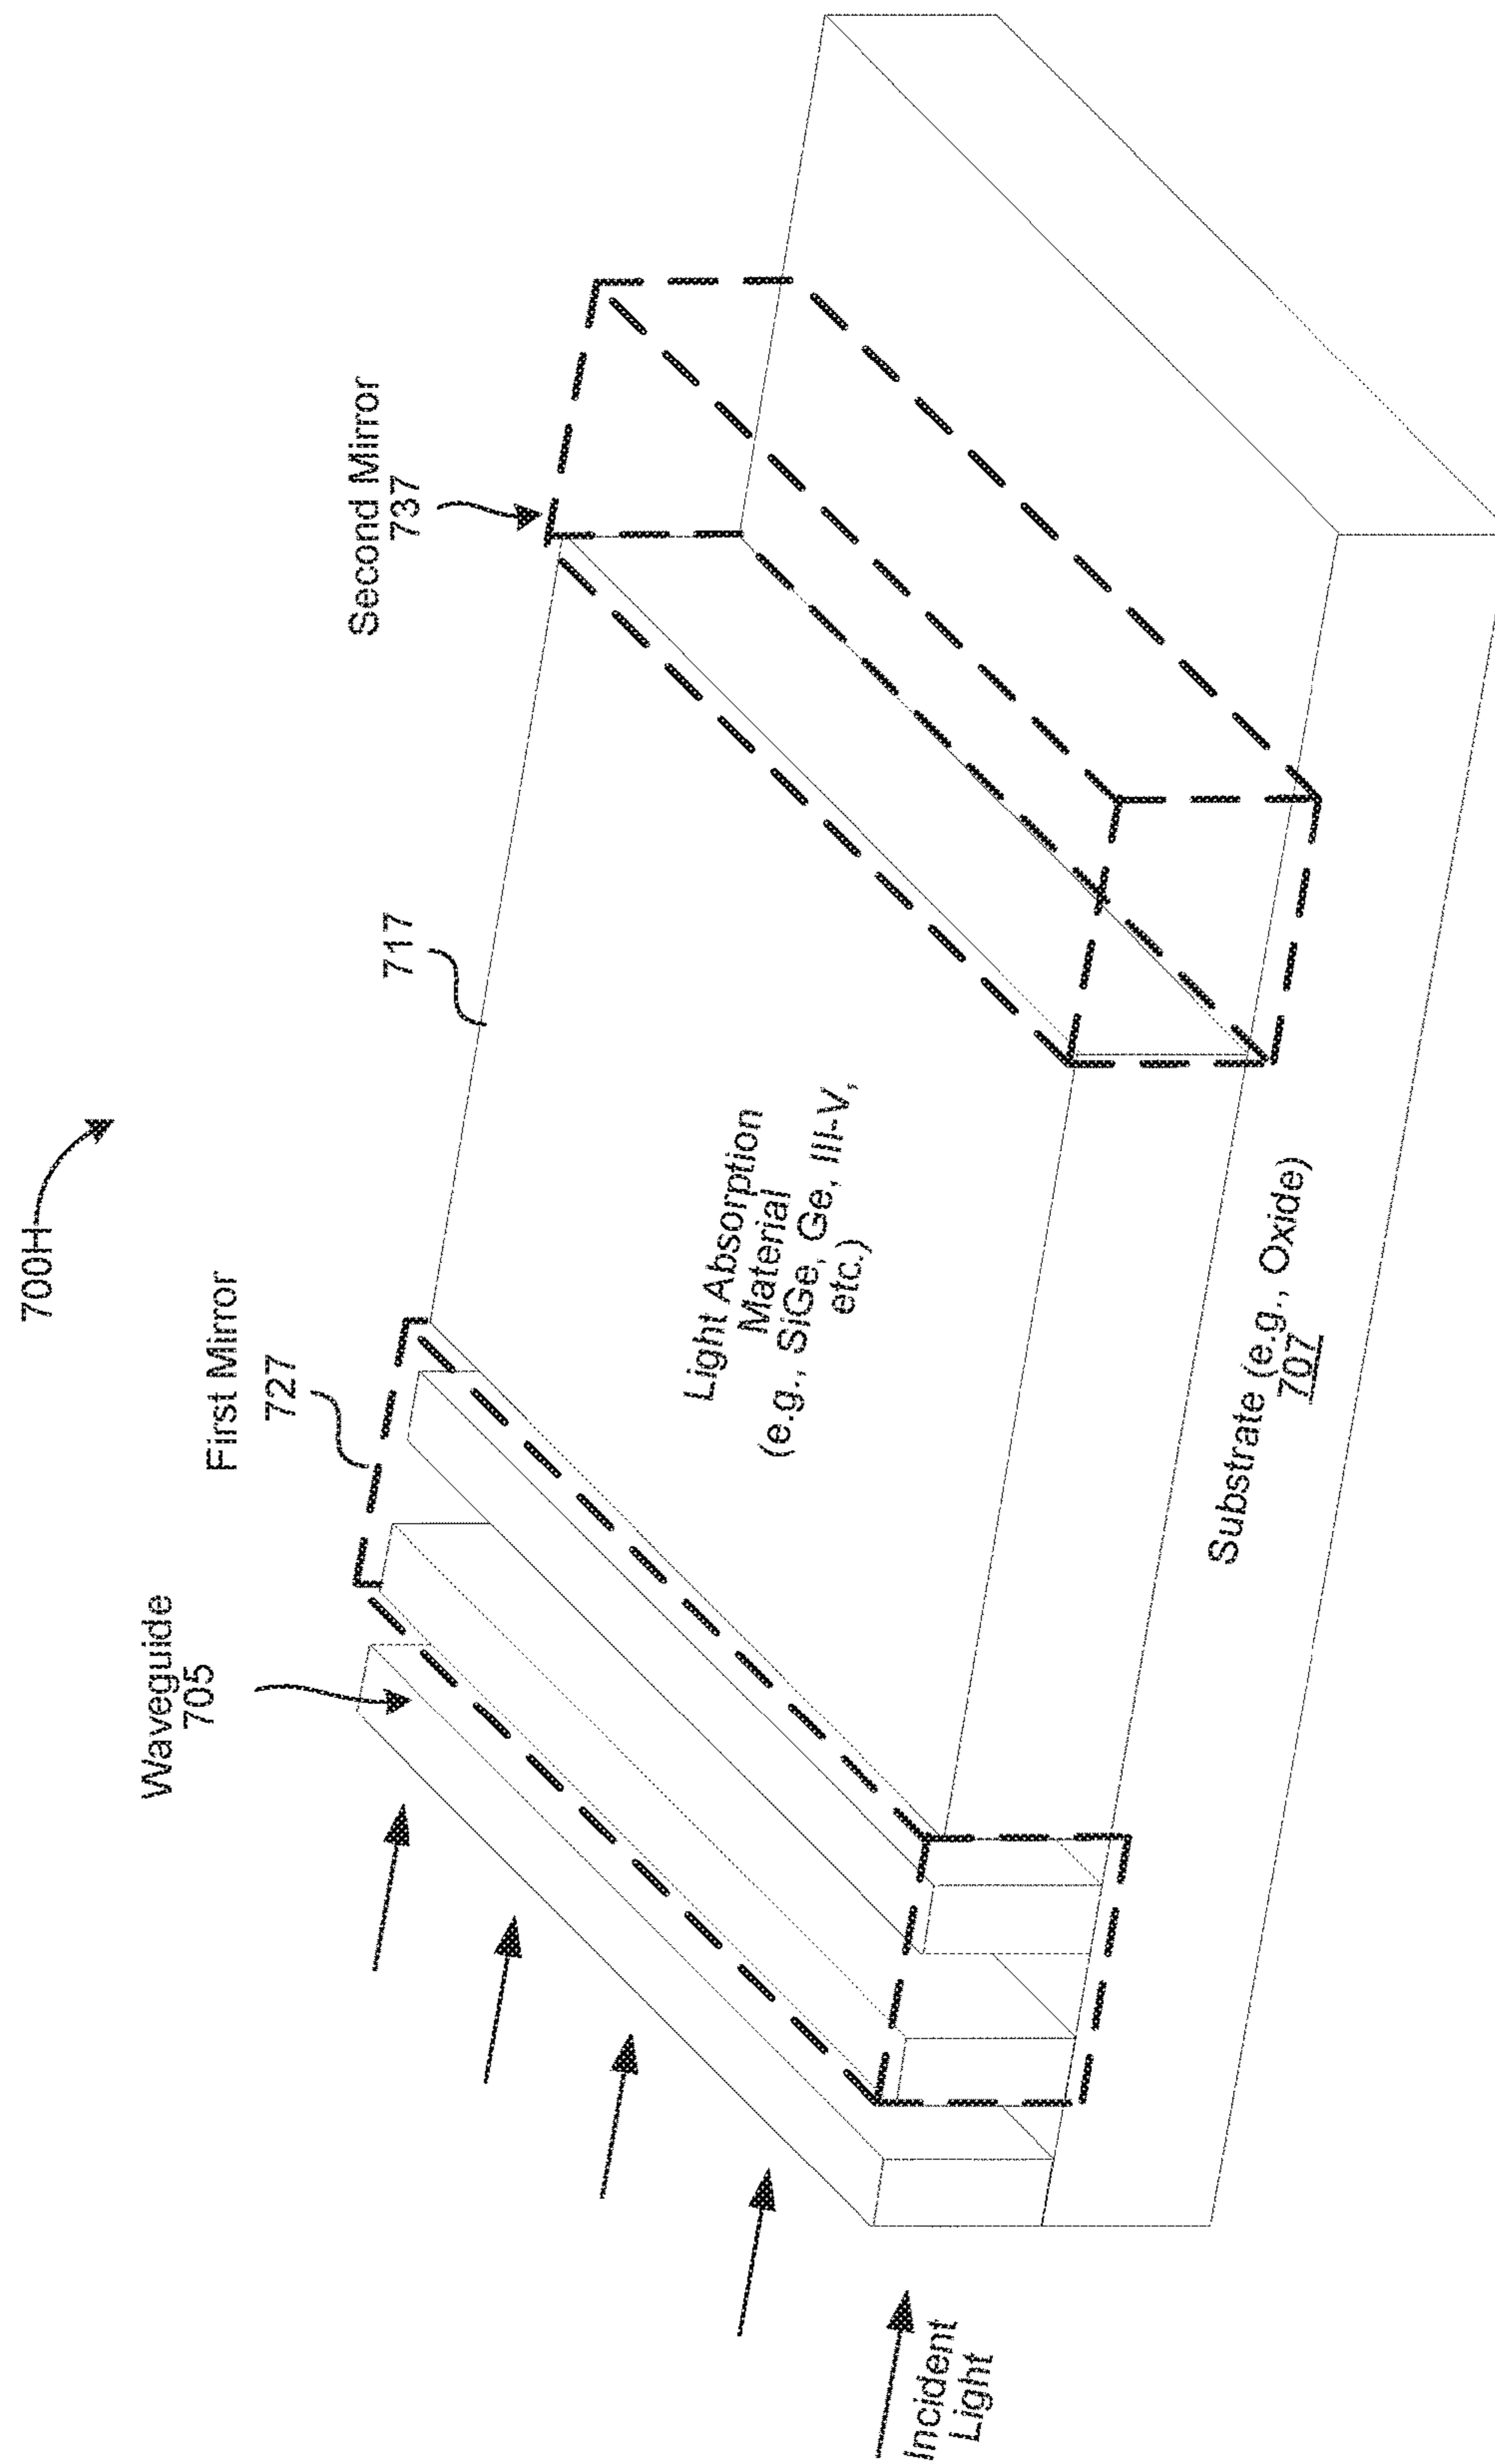 700H
Second Mirror
737
717
First Mirror
727
Waveguide
705
Light Absorption
Material
(e.g., SiGe, Ge, III-V,
etc.)
Substrate (e.g., Oxide)
707
Incident
Light